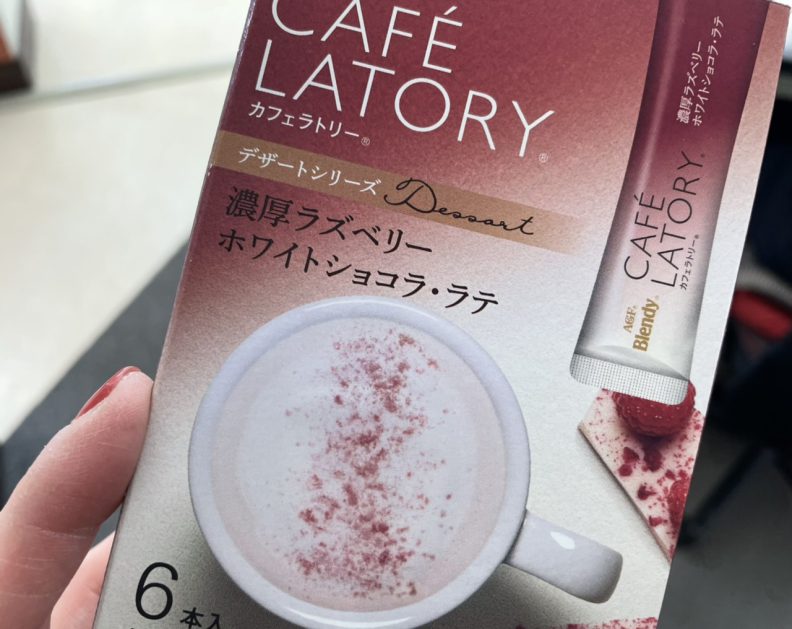 CAFÉ
LATORY®
カフェラトリー®
デザートシリーズ Dessert
濃厚ラズベリー
ホワイトショコラ・ラテ
6本入
濃厚ラズベリー
ホワイトショコラ・ラテ
CAFÉ
LATORY®
カフェラトリー®
AGF®
Blendy®